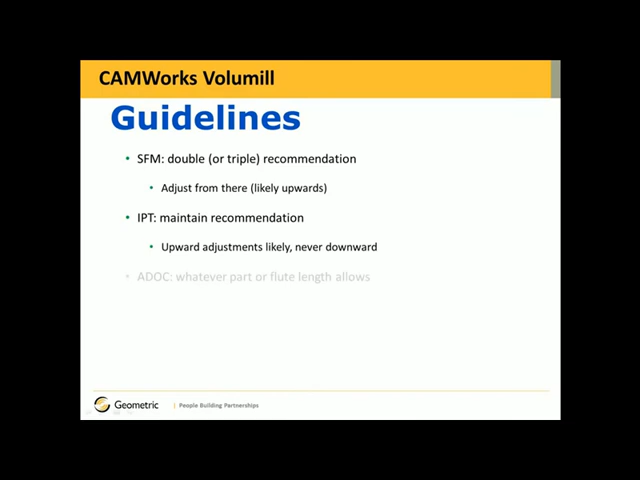 CAMWorks Volumill
Guidelines
• SFM: double (or triple) recommendation
• Adjust from there (likely upwards)
• IPT: maintain recommendation
• Upward adjustments likely, never downward
• ADOC: whatever part or flute length allows
Geometric | People Building Partnerships